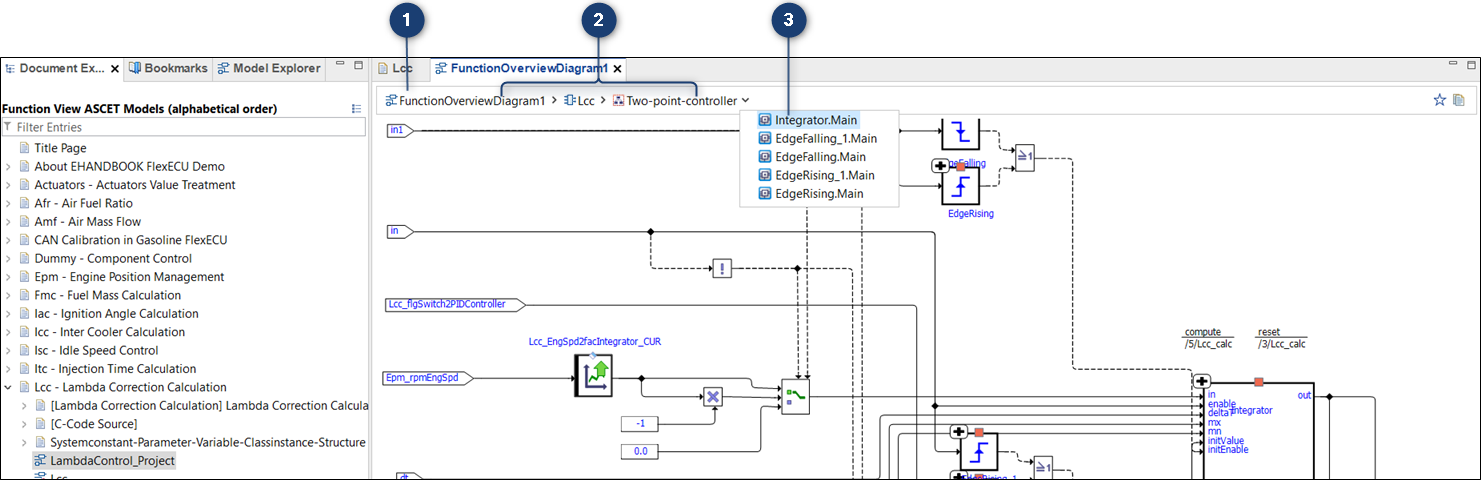 1
2
3
Document Ex...
Bookmarks
Model Explorer
Lcc
FunctionOverviewDiagram1
Function View ASCET Models (alphabetical order)
Filter Entries
Title Page
About EHANDBOOK FlexECU Demo
Actuators - Actuators Value Treatment
Afr - Air Fuel Ratio
Amf - Air Mass Flow
CAN Calibration in Gasoline FlexECU
Dummy - Component Control
Epm - Engine Position Management
Fmc - Fuel Mass Calculation
Iac - Ignition Angle Calculation
Icc - Inter Cooler Calculation
Isc - Idle Speed Control
Itc - Injection Time Calculation
Lcc - Lambda Correction Calculation
[Lambda Correction Calculation] Lambda Correction Calcula
[C-Code Source]
Systemconstant-Parameter-Variable-Classinstance-Structure
LambdaControl_Project
Lcc
FunctionOverviewDiagram1
Lcc
Two-point-controller
Integrator.Main
EdgeFalling_1.Main
EdgeFalling.Main
EdgeRising_1.Main
EdgeRising.Main
in1
dgeFalling
≥1
EdgeRising
in
!
Lcc_flgSwitch2PIDController
Lcc_EngSpd2facIntegrator_CUR
Epm_rpmEngSpd
-1
0.0
dT
compute
/5/Lcc_calc
reset
/3/Lcc_calc
in
enable
deltaT
Integrator
mx
mn
initValue
initEnable
out
≥1
EdgeRising_1